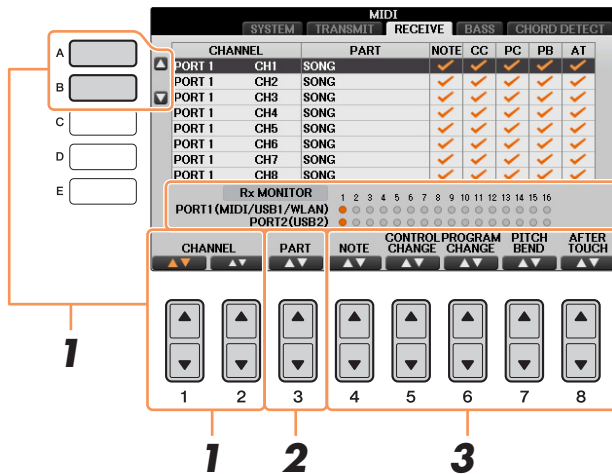 MIDI
SYSTEM TRANSMIT RECEIVE BASS CHORD DETECT
CHANNEL PART NOTE CC PC PB AT
A
PORT 1 CH1 SONG
PORT 1 CH2 SONG
B
PORT 1 CH3 SONG
PORT 1 CH4 SONG
C
PORT 1 CH5 SONG
PORT 1 CH6 SONG
D
PORT 1 CH7 SONG
PORT 1 CH8 SONG
E
Rx MONITOR 1 2 3 4 5 6 7 8 9 10 11 12 13 14 15 16
PORT1(MIDI/USB1/WLAN)
PORT2(USB2)
CHANNEL PART NOTE CONTROL CHANGE PROGRAM CHANGE PITCH BEND AFTER TOUCH
1
1 2 3 4 5 6 7 8
1 2 3